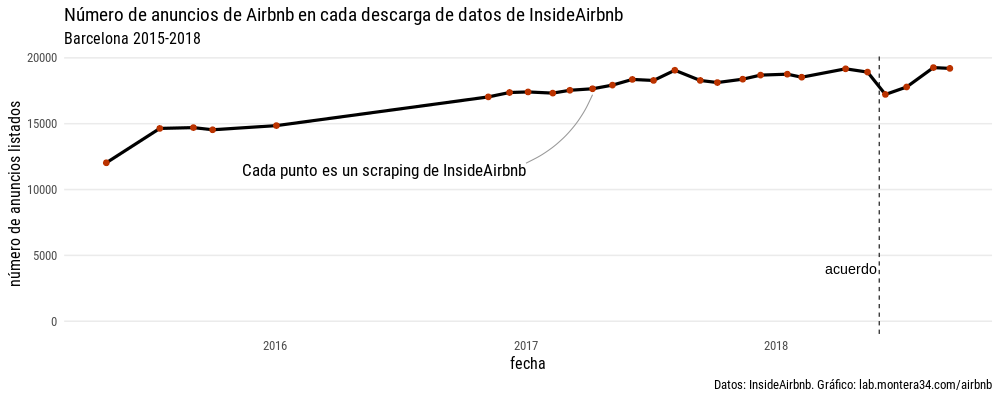 Número de anuncios de Airbnb en cada descarga de datos de InsideAirbnb
Barcelona 2015-2018
número de anuncios listados
20000
15000
10000
5000
0
Cada punto es un scraping de InsideAirbnb
acuerdo
2016
2017
2018
fecha
Datos: InsideAirbnb. Gráfico: lab.montera34.com/airbnb